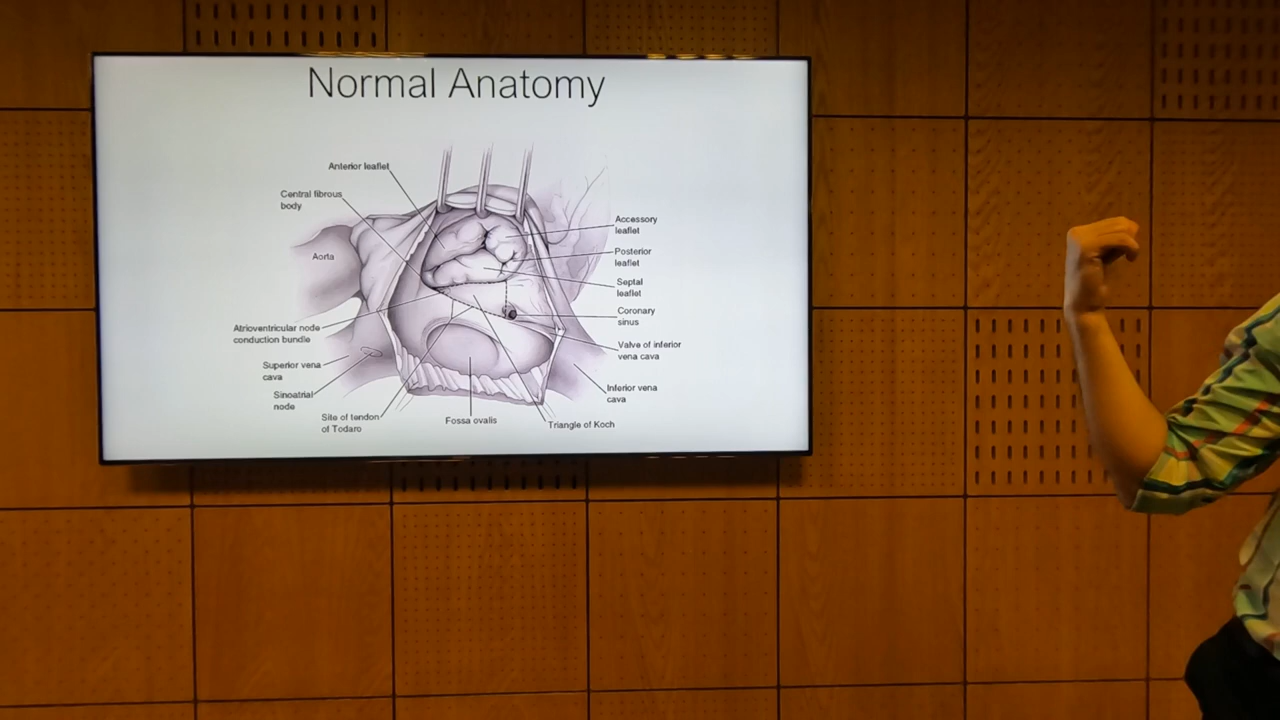 Normal Anatomy
Anterior leaflet
Central fibrous
body
Aorta
Accessory
leaflet
Posterior
leaflet
Septal
leaflet
Coronary
sinus
Atrioventricular node
conduction bundle
Valve of inferior
vena cava
Superior vena
cava
Inferior vena
cava
Sinoatrial
node
Site of tendon
of Todaro
Fossa ovalis
Triangle of Koch